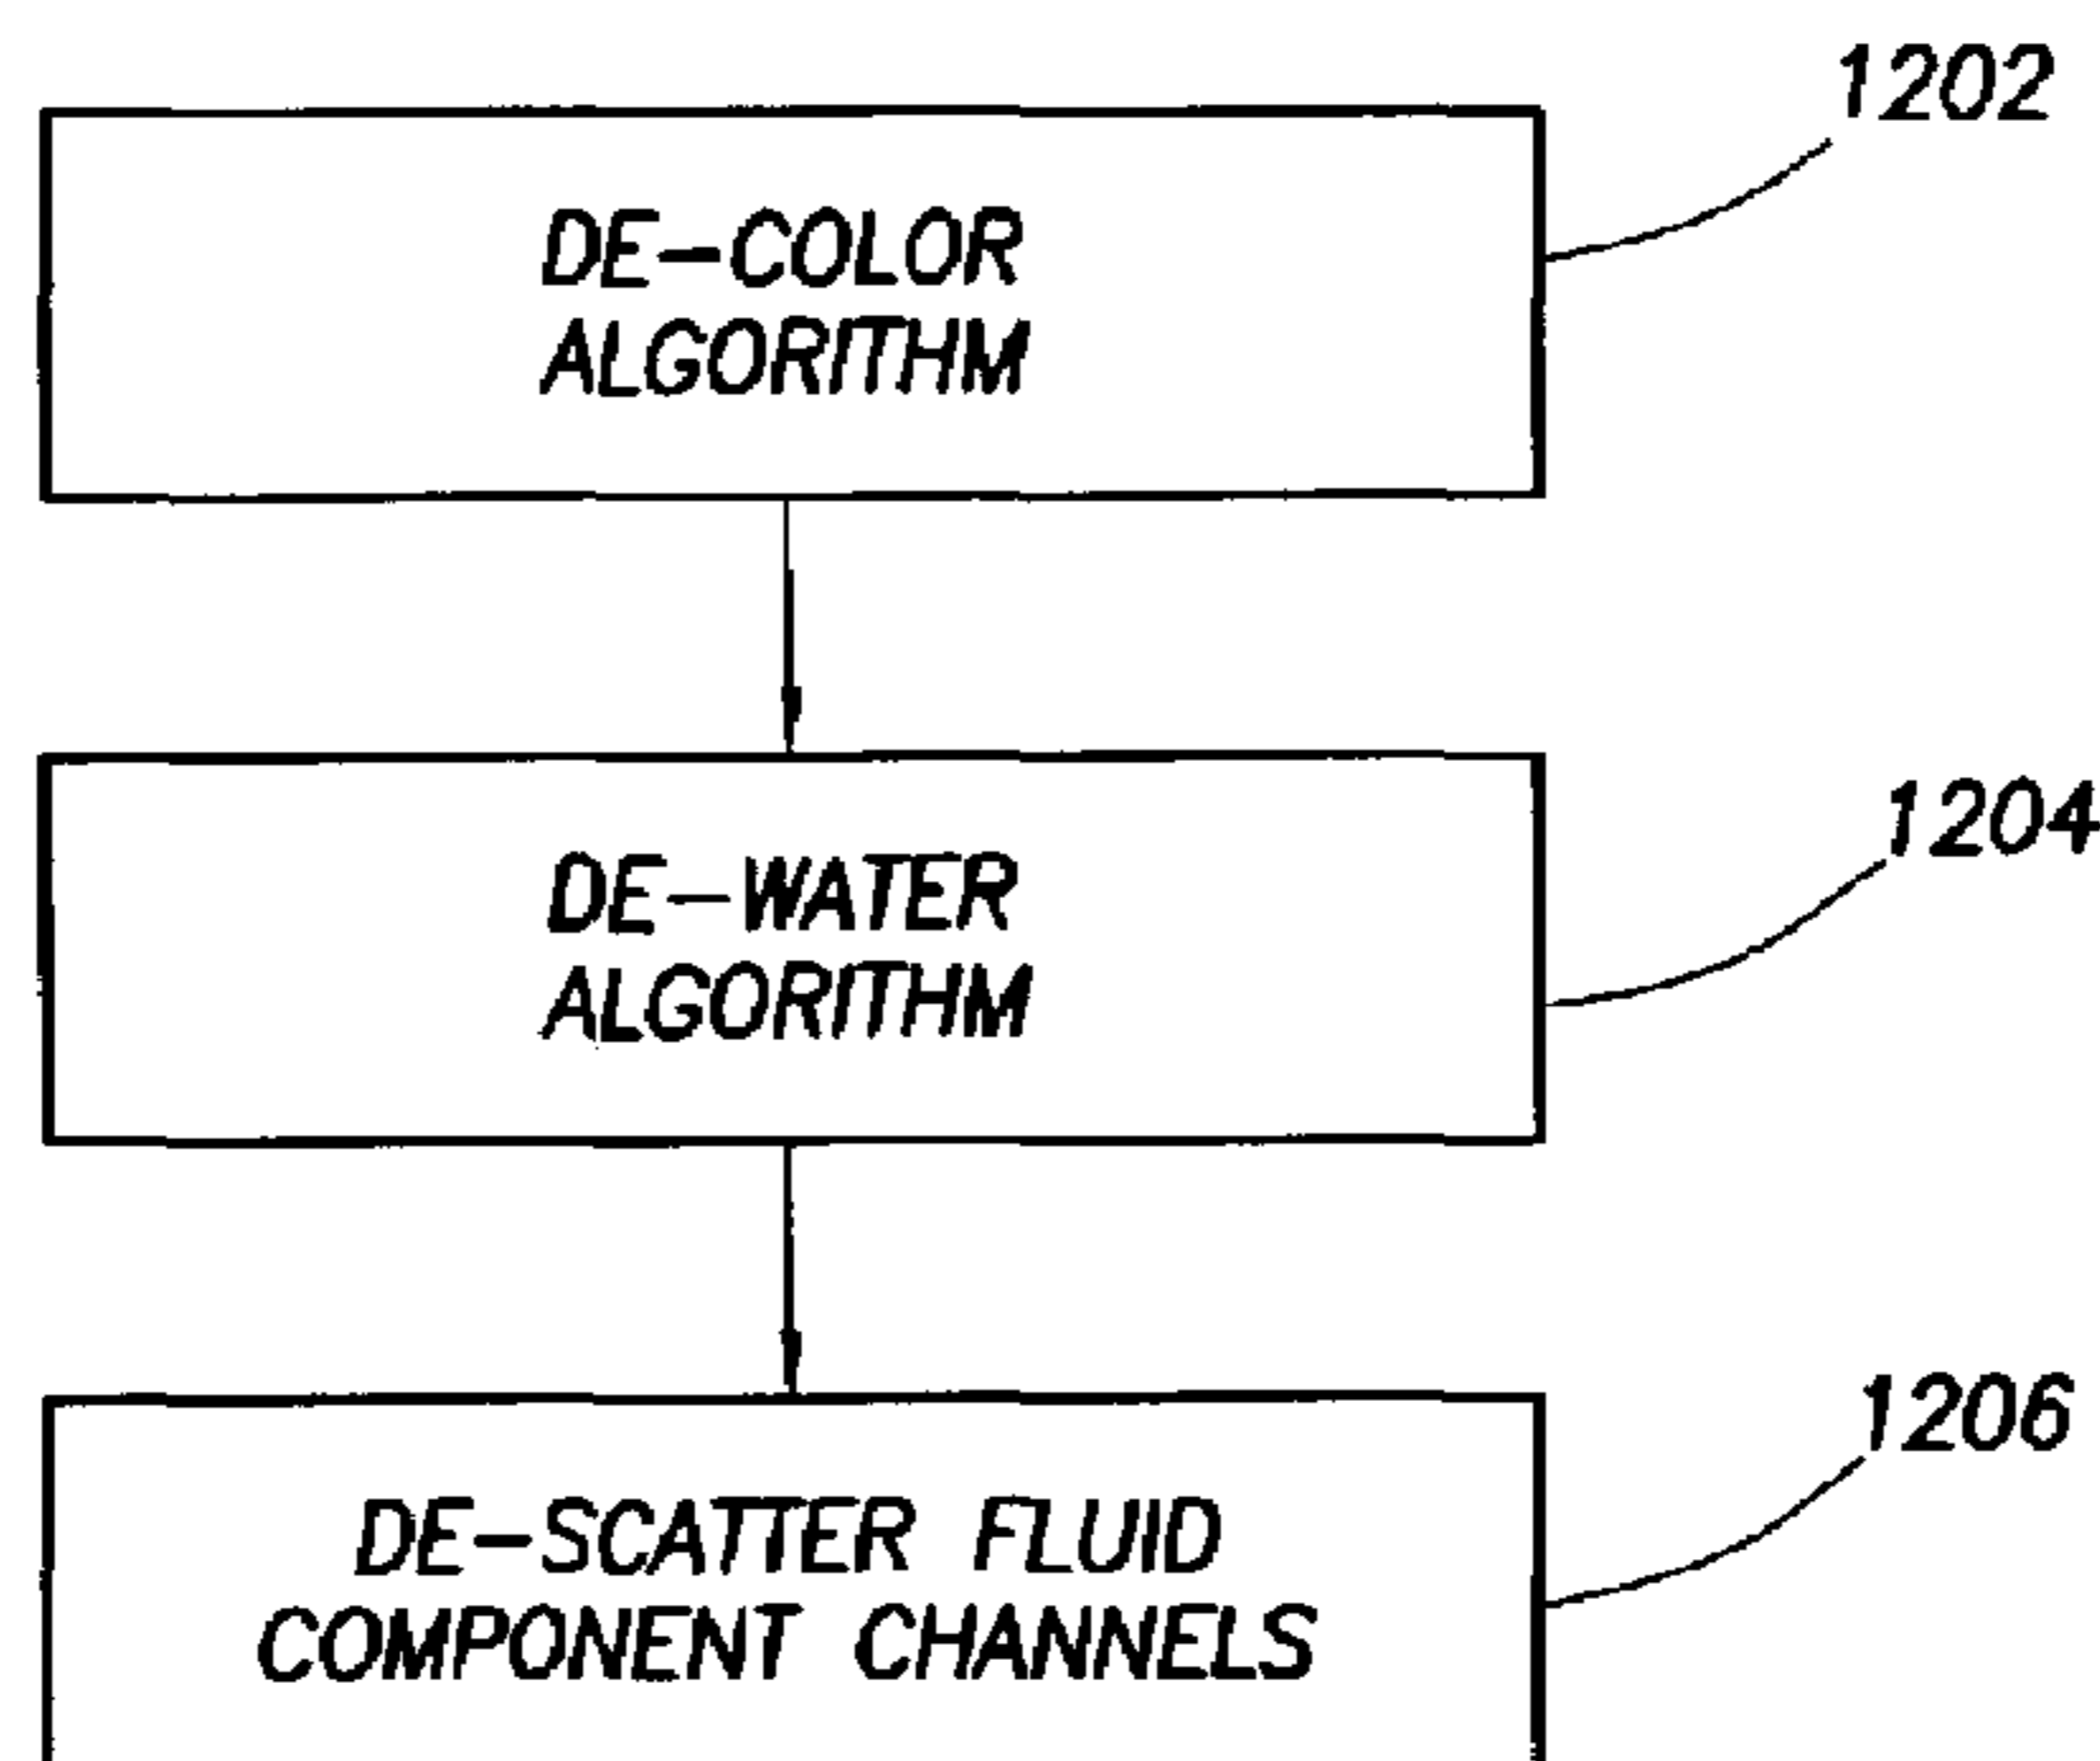 1202
DE-COLOR
ALGORITHM
1204
DE-WATER
ALGORITHM
1206
DE-SCATTER FLUID
COMPONENT CHANNELS